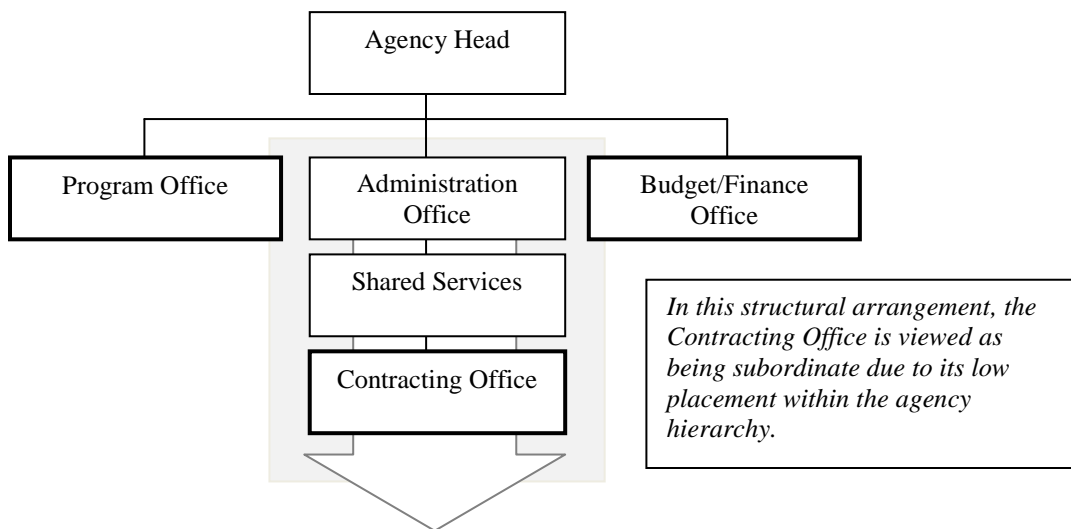 Agency Head
Program Office
Administration
Office
Budget/Finance
Office
Shared Services
Contracting Office
In this structural arrangement, the
Contracting Office is viewed as
being subordinate due to its low
placement within the agency
hierarchy.